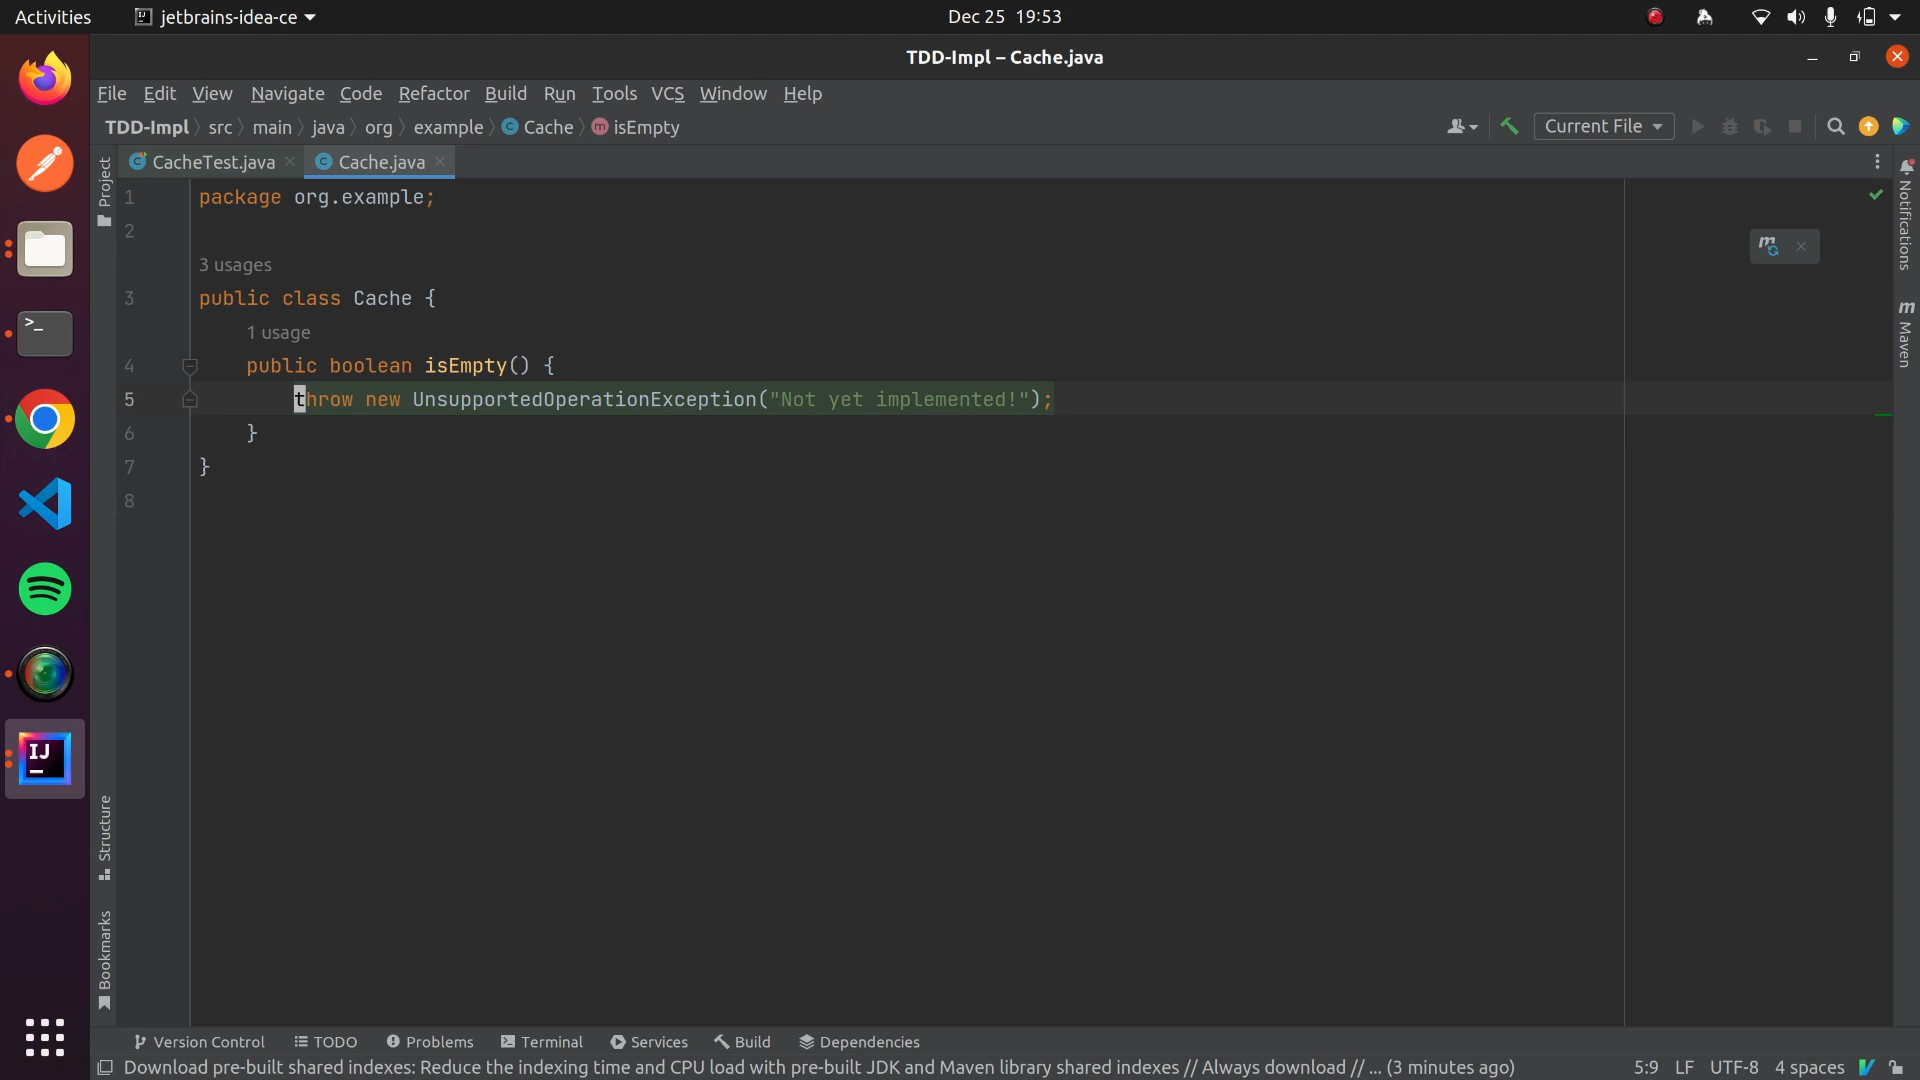 Activities
jetbrains-idea-ce
Dec 25 19:53
TDD-Impl – Cache.java
File Edit View Navigate Code Refactor Build Run Tools VCS Window Help
TDD-Impl src main java org example Cache isEmpty
Current File
CacheTest.java Cache.java
Project
1 package org.example;
2
3 usages
3 public class Cache {
1 usage
4 public boolean isEmpty() {
5 throw new UnsupportedOperationException("Not yet implemented!");
6 }
7 }
8
Notifications
Maven
Structure
Bookmarks
Version Control TODO Problems Terminal Services Build Dependencies
Download pre-built shared indexes: Reduce the indexing time and CPU load with pre-built JDK and Maven library shared indexes // Always download // ... (3 minutes ago) 5:9 LF UTF-8 4 spaces